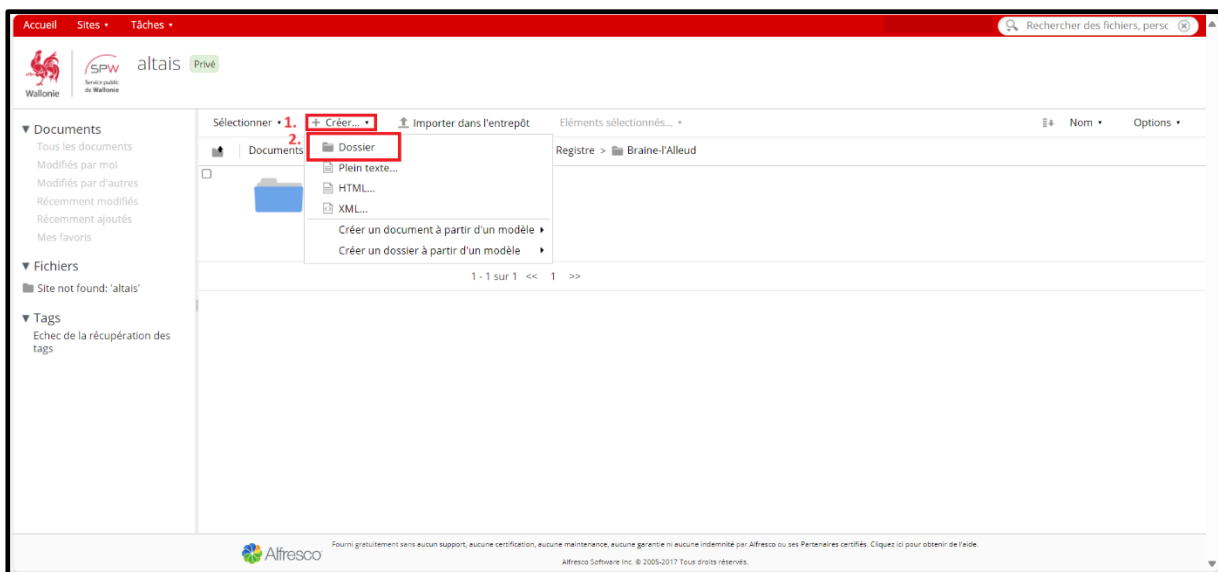 Accueil Sites Tâches Rechercher des fichiers, persc
altais Privé
Wallonie
SPW
Service public
de Wallonie
Sélectionner 1. + Créer... Importer dans l'entrepôt Eléments sélectionnés... Nom Options
2.
Documents Registre > Braine-l'Alleud
Dossier
Plein texte...
HTML...
XML...
Créer un document à partir d'un modèle
Créer un dossier à partir d'un modèle
1 - 1 sur 1 << 1 >>
Documents
Tous les documents
Modifiés par moi
Modifiés par d'autres
Récemment modifiés
Récemment ajoutés
Mes favoris
Fichiers
Site not found: 'altais'
Tags
Echec de la récupération des
tags
Alfresco
Fourni gratuitement sans aucun support, aucune certification, aucune maintenance, aucune garantie ni aucune indemnité par Alfresco ou ses Partenaires certifiés. Cliquez ici pour obtenir de l'aide.
Alfresco Software Inc. © 2005-2017 Tous droits réservés.